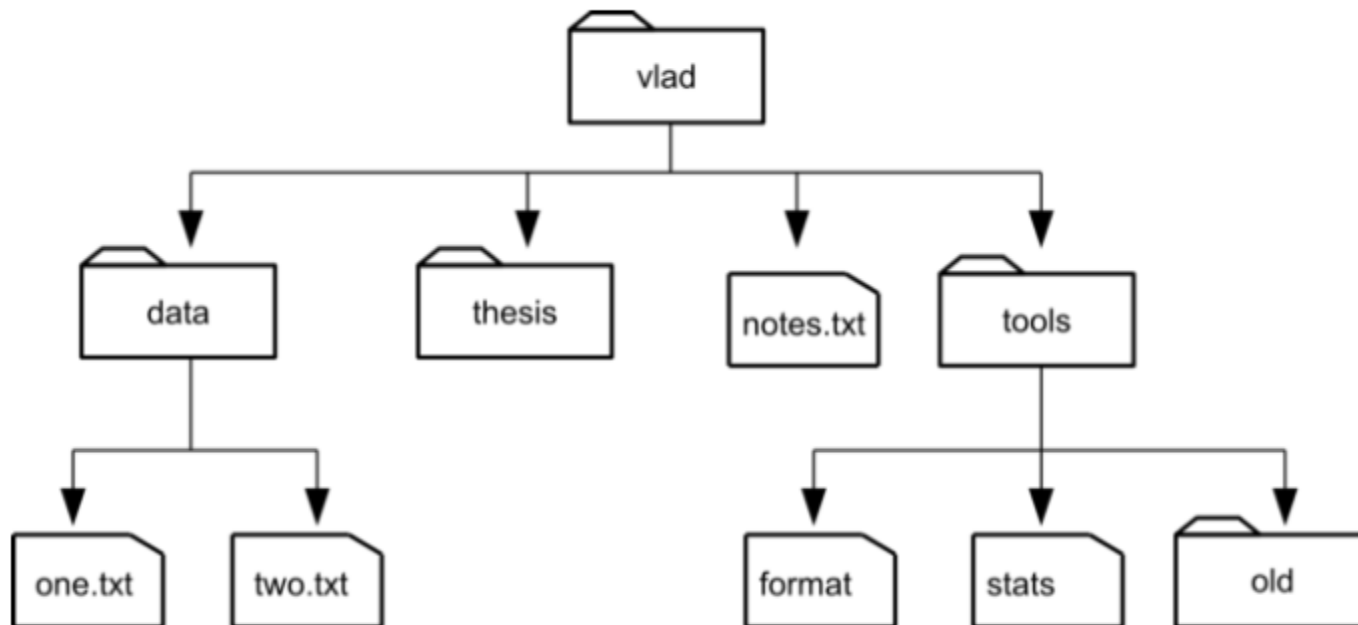 vlad
data
thesis
notes.txt
tools
one.txt
two.txt
format
stats
old